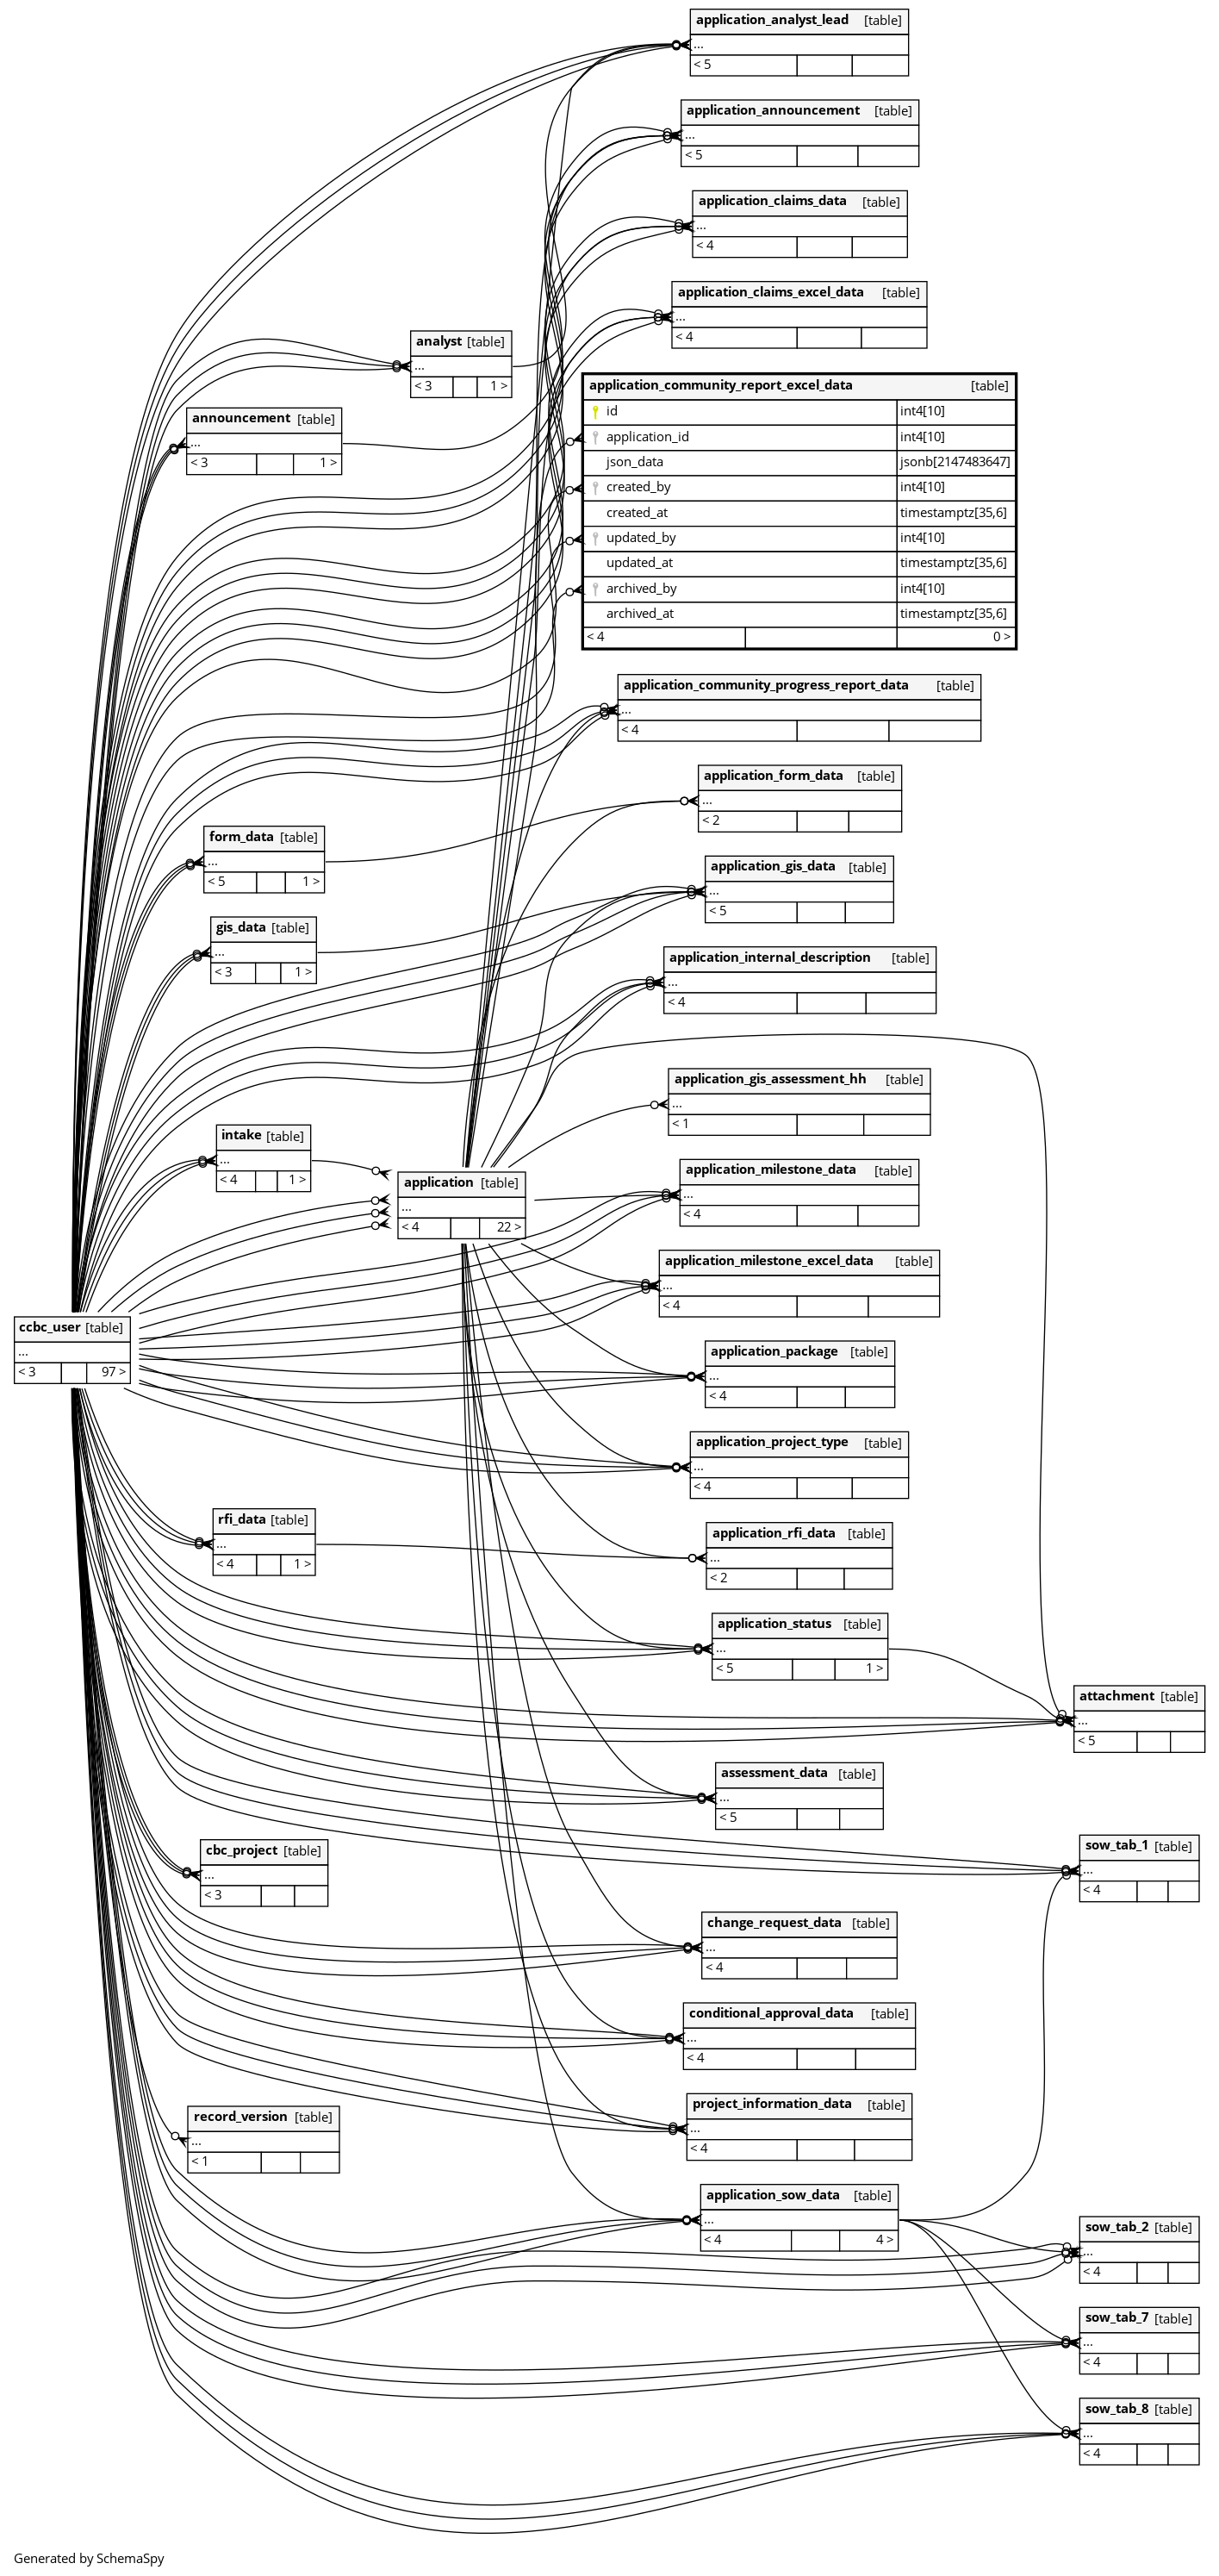 application_analyst_lead [table]
...
< 5
application_announcement [table]
...
< 5
application_claims_data [table]
...
< 4
application_claims_excel_data [table]
...
< 4
analyst [table]
...
< 3 1 >
announcement [table]
...
< 3 1 >
application_community_report_excel_data [table]
id int4[10]
application_id int4[10]
json_data jsonb[2147483647]
created_by int4[10]
created_at timestamptz[35,6]
updated_by int4[10]
updated_at timestamptz[35,6]
archived_by int4[10]
archived_at timestamptz[35,6]
< 4 0 >
application_community_progress_report_data [table]
...
< 4
application_form_data [table]
...
< 2
form_data [table]
...
< 5 1 >
application_gis_data [table]
...
< 5
gis_data [table]
...
< 3 1 >
application_internal_description [table]
...
< 4
application_gis_assessment_hh [table]
...
< 1
intake [table]
...
< 4 1 >
application [table]
...
< 4 22 >
application_milestone_data [table]
...
< 4
application_milestone_excel_data [table]
...
< 4
ccbc_user [table]
...
< 3 97 >
application_package [table]
...
< 4
application_project_type [table]
...
< 4
rfi_data [table]
...
< 4 1 >
application_rfi_data [table]
...
< 2
application_status [table]
...
< 5 1 >
attachment [table]
...
< 5
assessment_data [table]
...
< 5
cbc_project [table]
...
< 3
sow_tab_1 [table]
...
< 4
change_request_data [table]
...
< 4
conditional_approval_data [table]
...
< 4
project_information_data [table]
...
< 4
record_version [table]
...
< 1
application_sow_data [table]
...
< 4 4 >
sow_tab_2 [table]
...
< 4
sow_tab_7 [table]
...
< 4
sow_tab_8 [table]
...
< 4
Generated by SchemaSpy